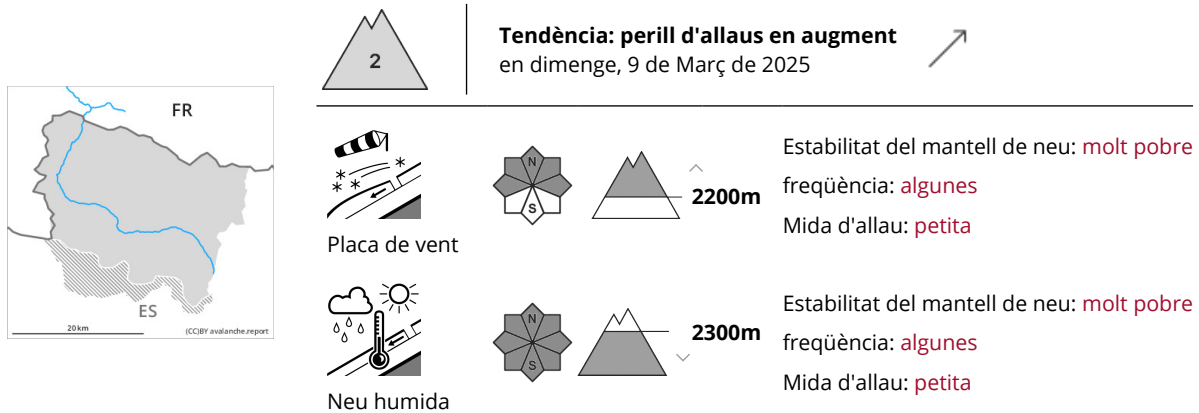 2
Tendència: perill d'allaus en augment
en dimenge, 9 de Març de 2025
FR
ES
20 km
(CC)BY avalanche.report
Placa de vent
N
S
2200m
Estabilitat del mantell de neu: molt pobre
freqüència: algunes
Mida d'allau: petita
Neu humida
N
S
2300m
Estabilitat del mantell de neu: molt pobre
freqüència: algunes
Mida d'allau: petita